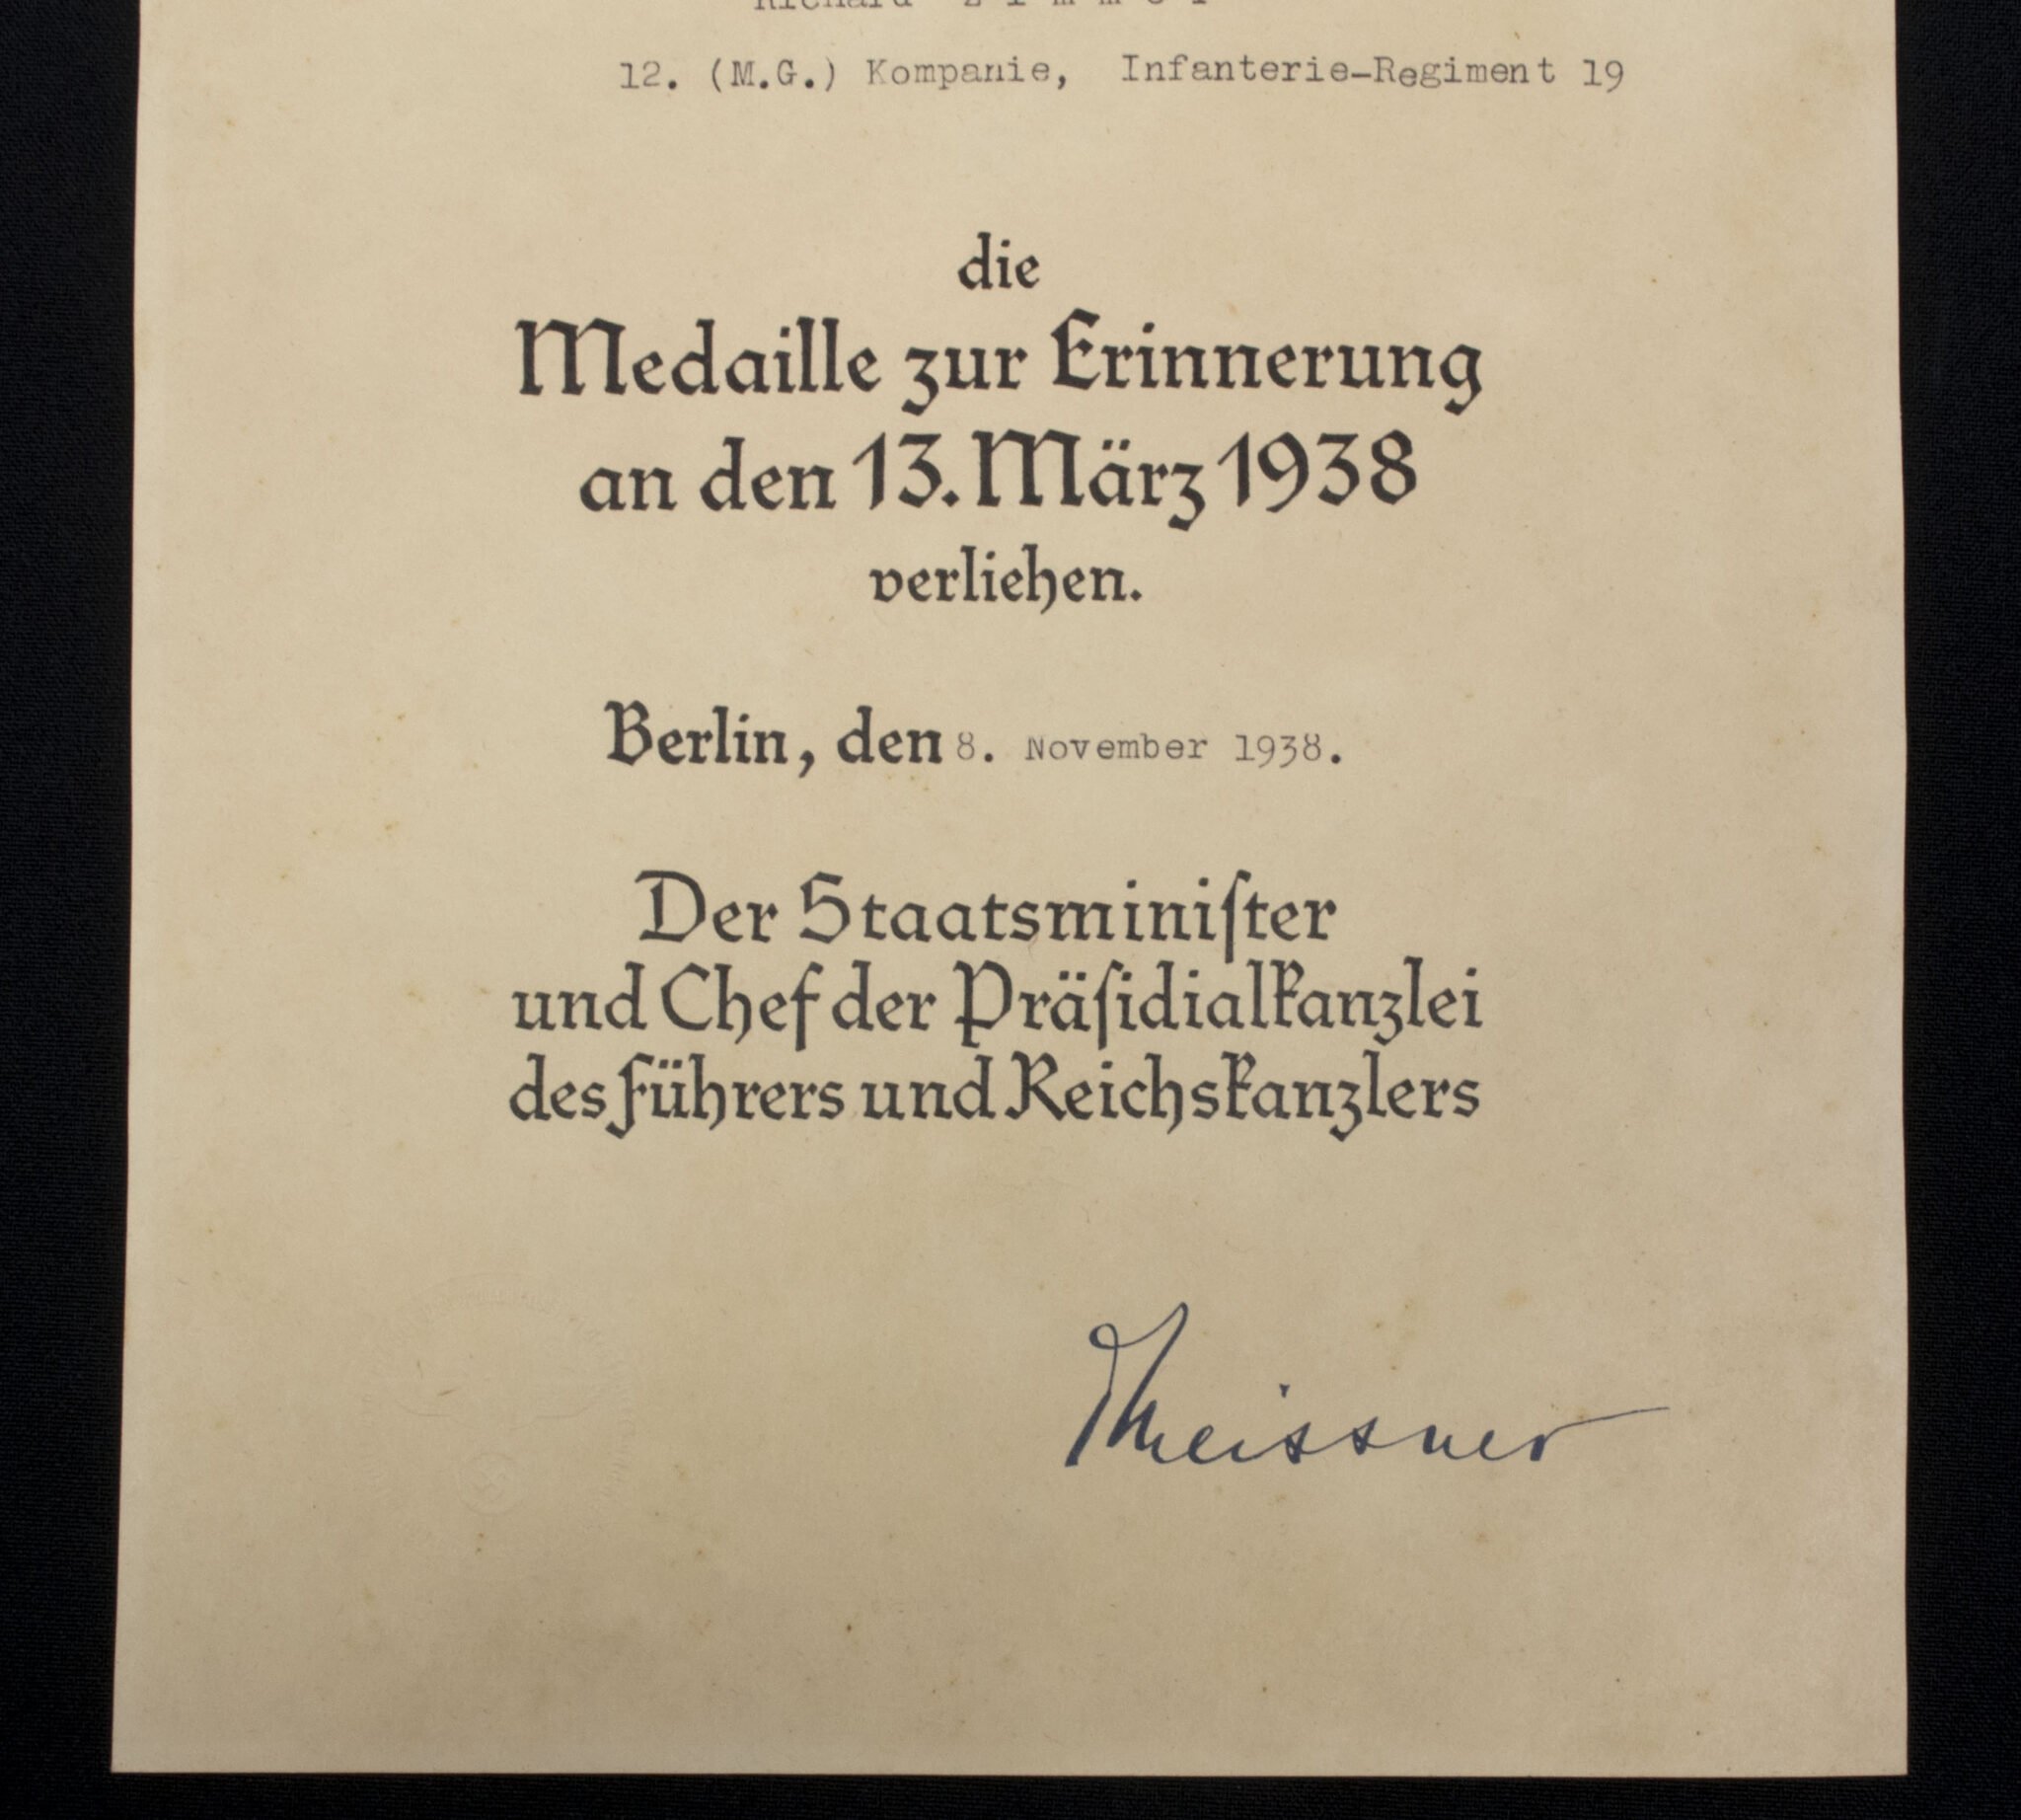 Richard
12. (M.G.) Kompanie, Infanterie-Regiment 19
die
Medaille zur Erinnerung
an den 13. März 1938
verliehen.
Berlin, den 8. November 1938.
Der Staatsminiſter
und Chef der Präſidialkanzlei
des Führers und Reichskanzlers
Meissner